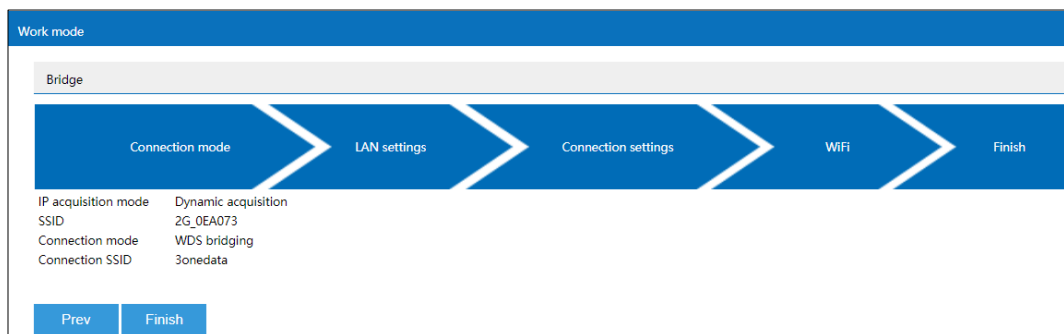 Work mode
Bridge
Connection mode LAN settings Connection settings WiFi Finish
IP acquisition mode Dynamic acquisition
SSID 2G_0EA073
Connection mode WDS bridging
Connection SSID 3onedata
Prev Finish